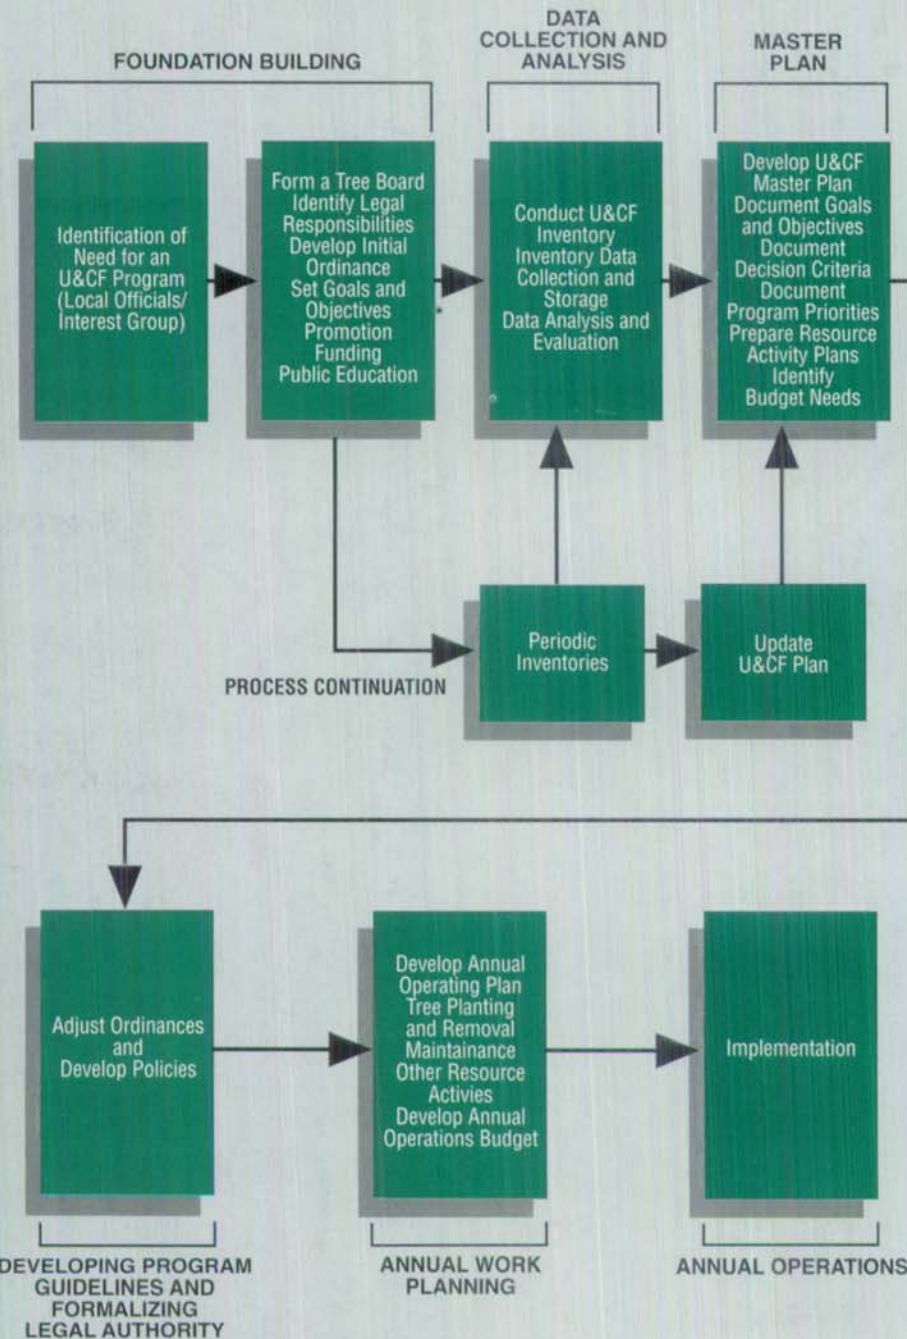 FOUNDATION BUILDING
DATA
COLLECTION AND
ANALYSIS
MASTER
PLAN
Identification of
Need for an
U&CF Program
(Local Officials/
Interest Group)
Form a Tree Board
Identify Legal
Responsibilities
Develop Initial
Ordinance
Set Goals and
Objectives
Promotion
Funding
Public Education
Conduct U&CF
Inventory
Inventory Data
Collection and
Storage
Data Analysis and
Evaluation
Develop U&CF
Master Plan
Document Goals
and Objectives
Document
Decision Criteria
Document
Program Priorities
Prepare Resource
Activity Plans
Identify
Budget Needs
PROCESS CONTINUATION
Periodic
Inventories
Update
U&CF Plan
Adjust Ordinances
and
Develop Policies
Develop Annual
Operating Plan
Tree Planting
and Removal
Maintainance
Other Resource
Activies
Develop Annual
Operations Budget
Implementation
DEVELOPING PROGRAM
GUIDELINES AND
FORMALIZING
LEGAL AUTHORITY
ANNUAL WORK
PLANNING
ANNUAL OPERATIONS